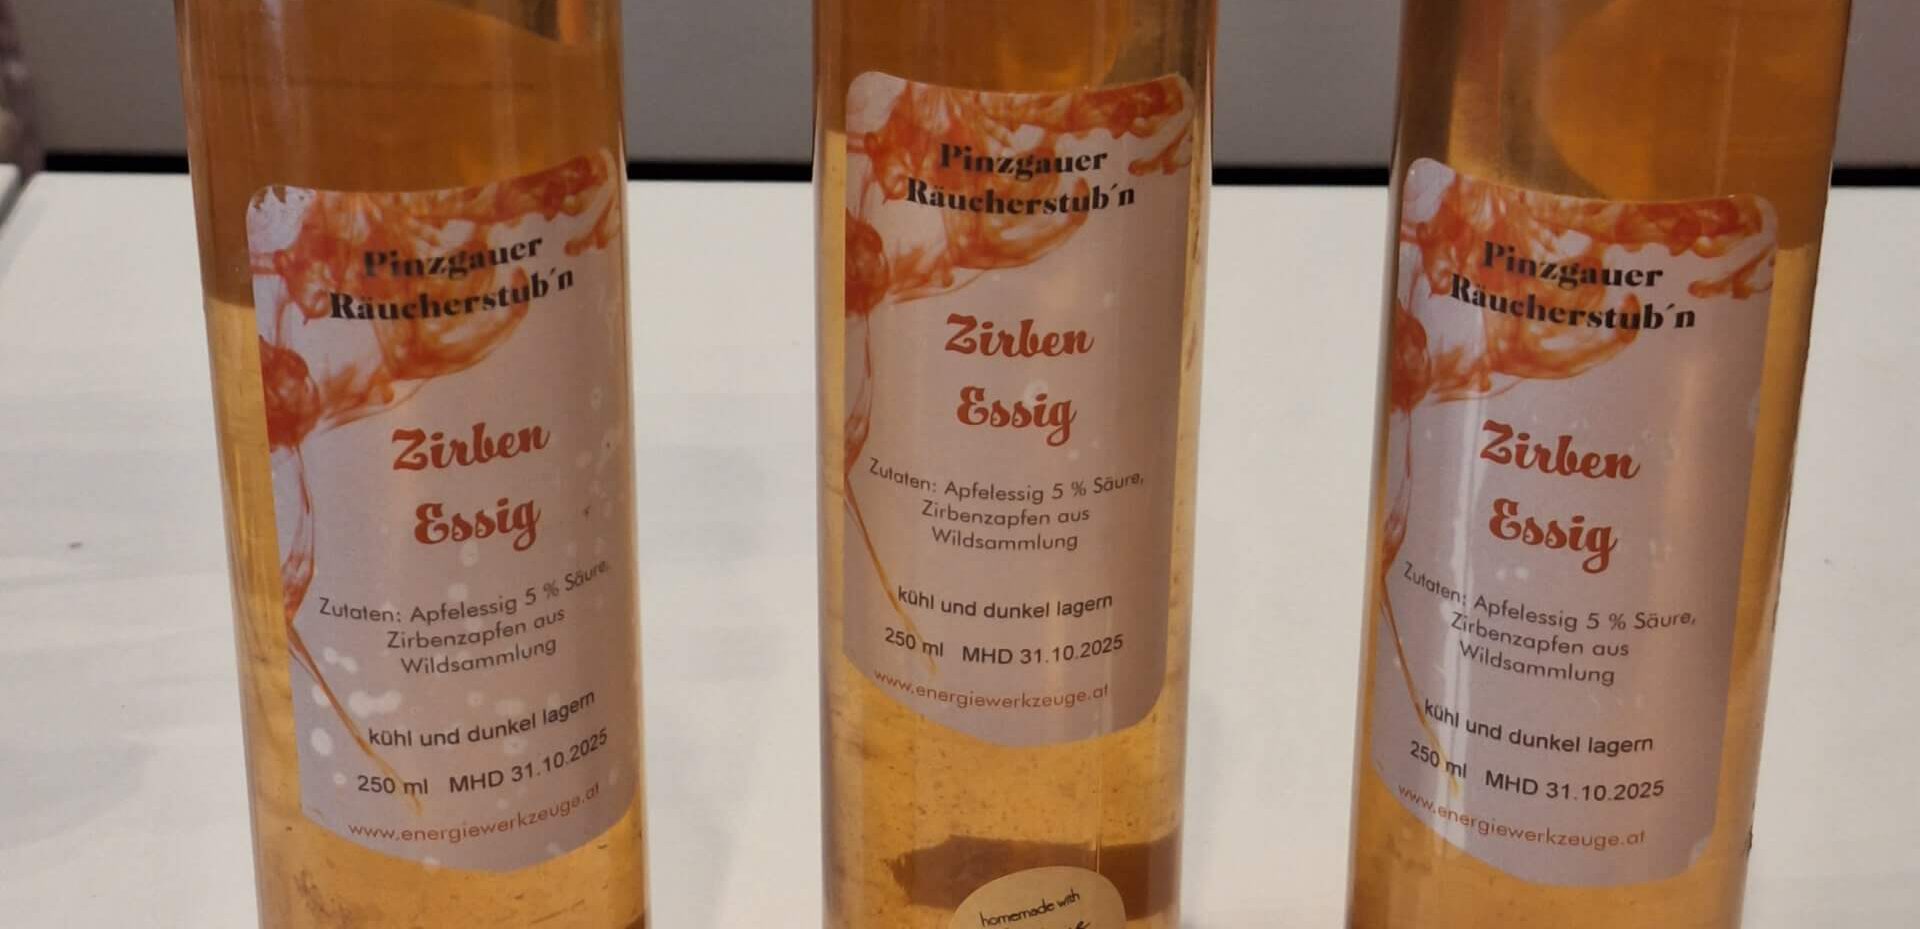 Pinzgauer
Räucherstub´n
Zirben
Essig
Zutaten: Apfelessig 5 % Säure,
Zirbenzapfen aus
Wildsammlung
kühl und dunkel lagern
250 ml MHD 31.10.2025
www.energiewerkzeuge.at
Pinzgauer
Räucherstub´n
Zirben
Essig
Zutaten: Apfelessig 5 % Säure,
Zirbenzapfen aus
Wildsammlung
kühl und dunkel lagern
250 ml MHD 31.10.2025
www.energiewerkzeuge.at
homemade with
Pinzgauer
Räucherstub´n
Zirben
Essig
Zutaten: Apfelessig 5 % Säure,
Zirbenzapfen aus
Wildsammlung
kühl und dunkel lagern
250 ml MHD 31.10.2025
www.energiewerkzeuge.at